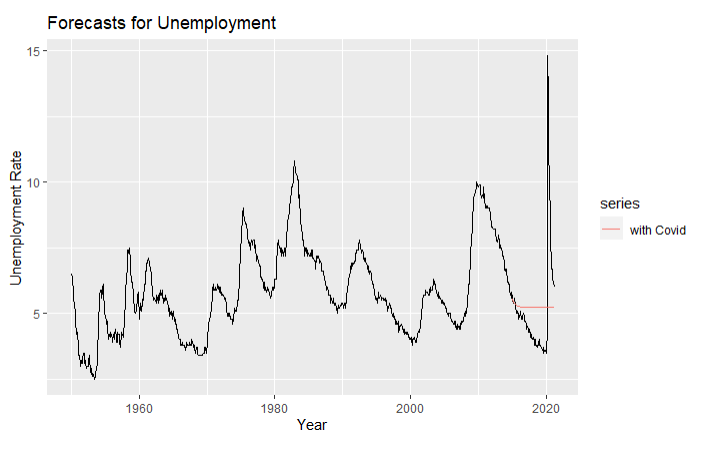 Forecasts for Unemployment
15
10
5
Unemployment Rate
1960
1980
2000
2020
Year
series
with Covid